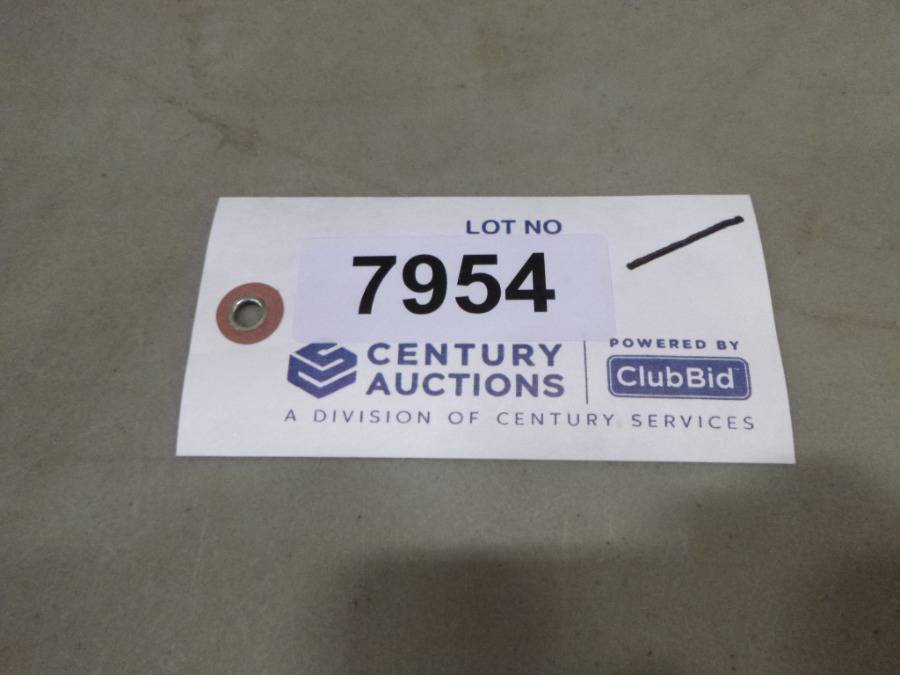 LOT NO
7954
CENTURY
AUCTIONS
POWERED BY
ClubBid
A DIVISION OF CENTURY SERVICES